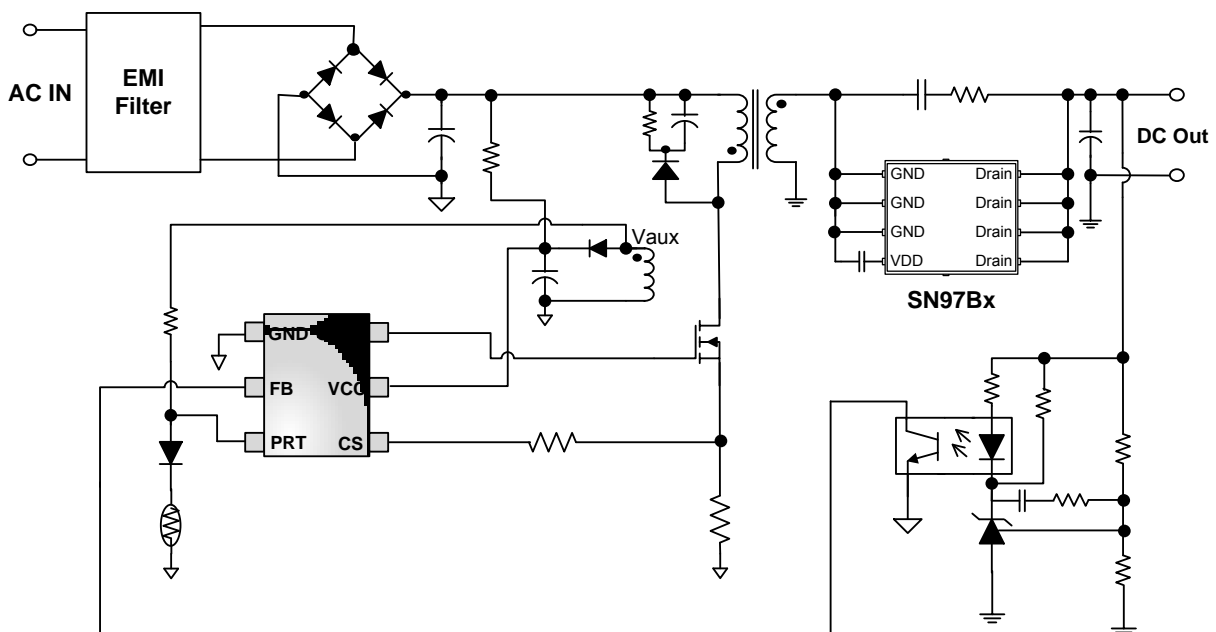 AC IN
EMI
Filter
DC Out
GND Drain
GND Drain
GND Drain
VDD Drain
SN97Bx
Vaux
GND
FB VCC
PRT CS